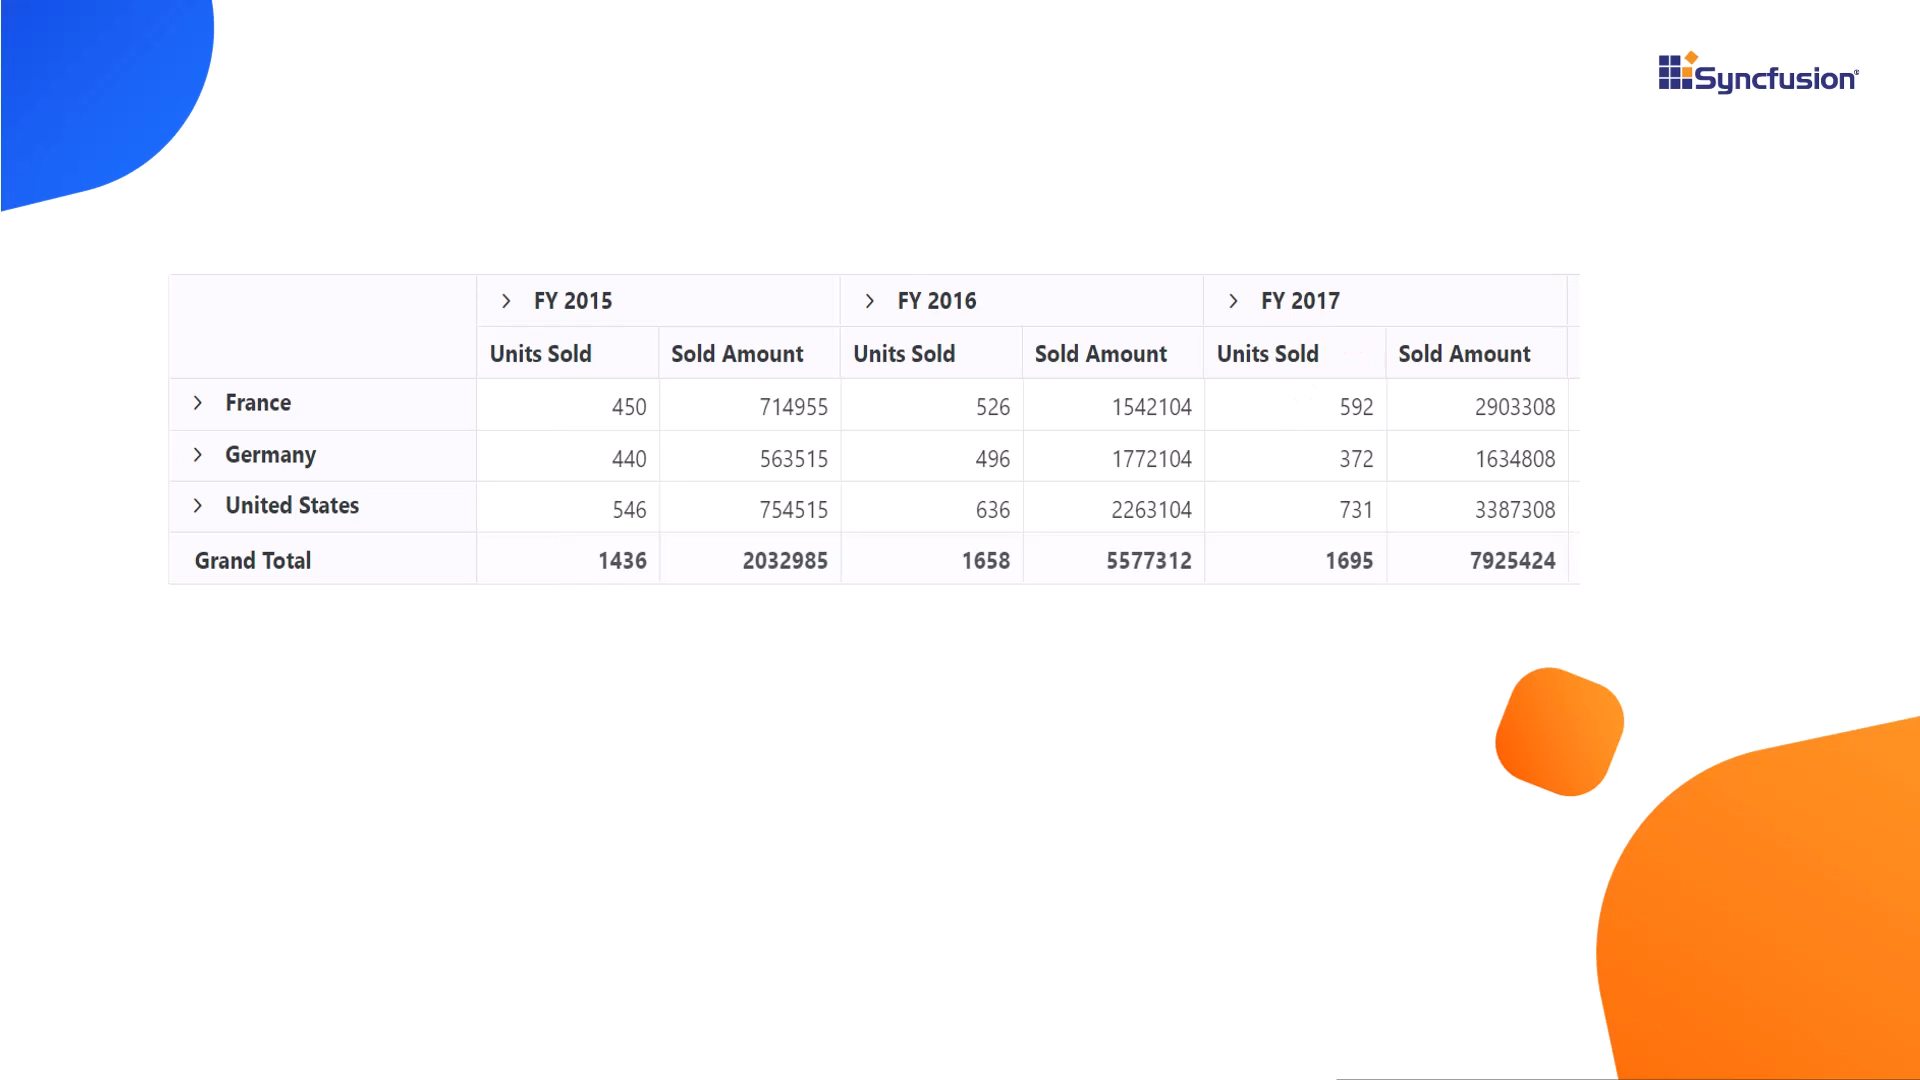 Syncfusion®
FY 2015 FY 2016 FY 2017
Units Sold Sold Amount Units Sold Sold Amount Units Sold Sold Amount
France 450 714955 526 1542104 592 2903308
Germany 440 563515 496 1772104 372 1634808
United States 546 754515 636 2263104 731 3387308
Grand Total 1436 2032985 1658 5577312 1695 7925424